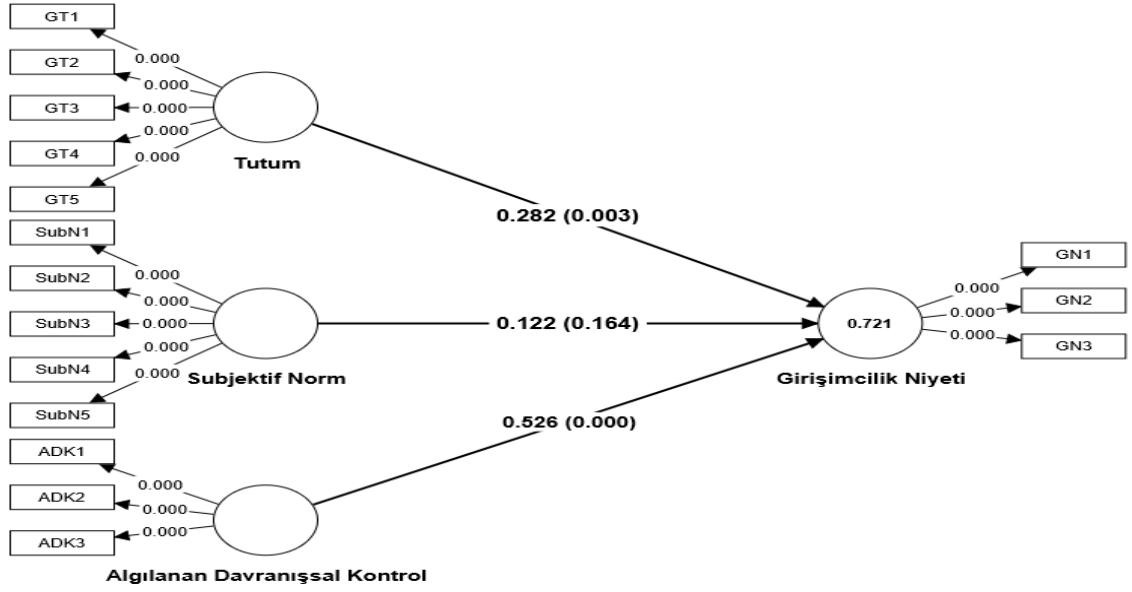 GT1
0.000
GT2
0.000
GT3
0.000
GT4
0.000
GT5
0.000
Tutum
0.282 (0.003)
SubN1
0.000
SubN2
0.000
SubN3
0.000
SubN4
0.000
SubN5
0.000
Subjektif Norm
0.122 (0.164)
ADK1
0.000
ADK2
0.000
ADK3
0.000
Algılanan Davranışsal Kontrol
0.526 (0.000)
0.721
Girişimcilik Niyeti
0.000
GN1
0.000
GN2
0.000
GN3